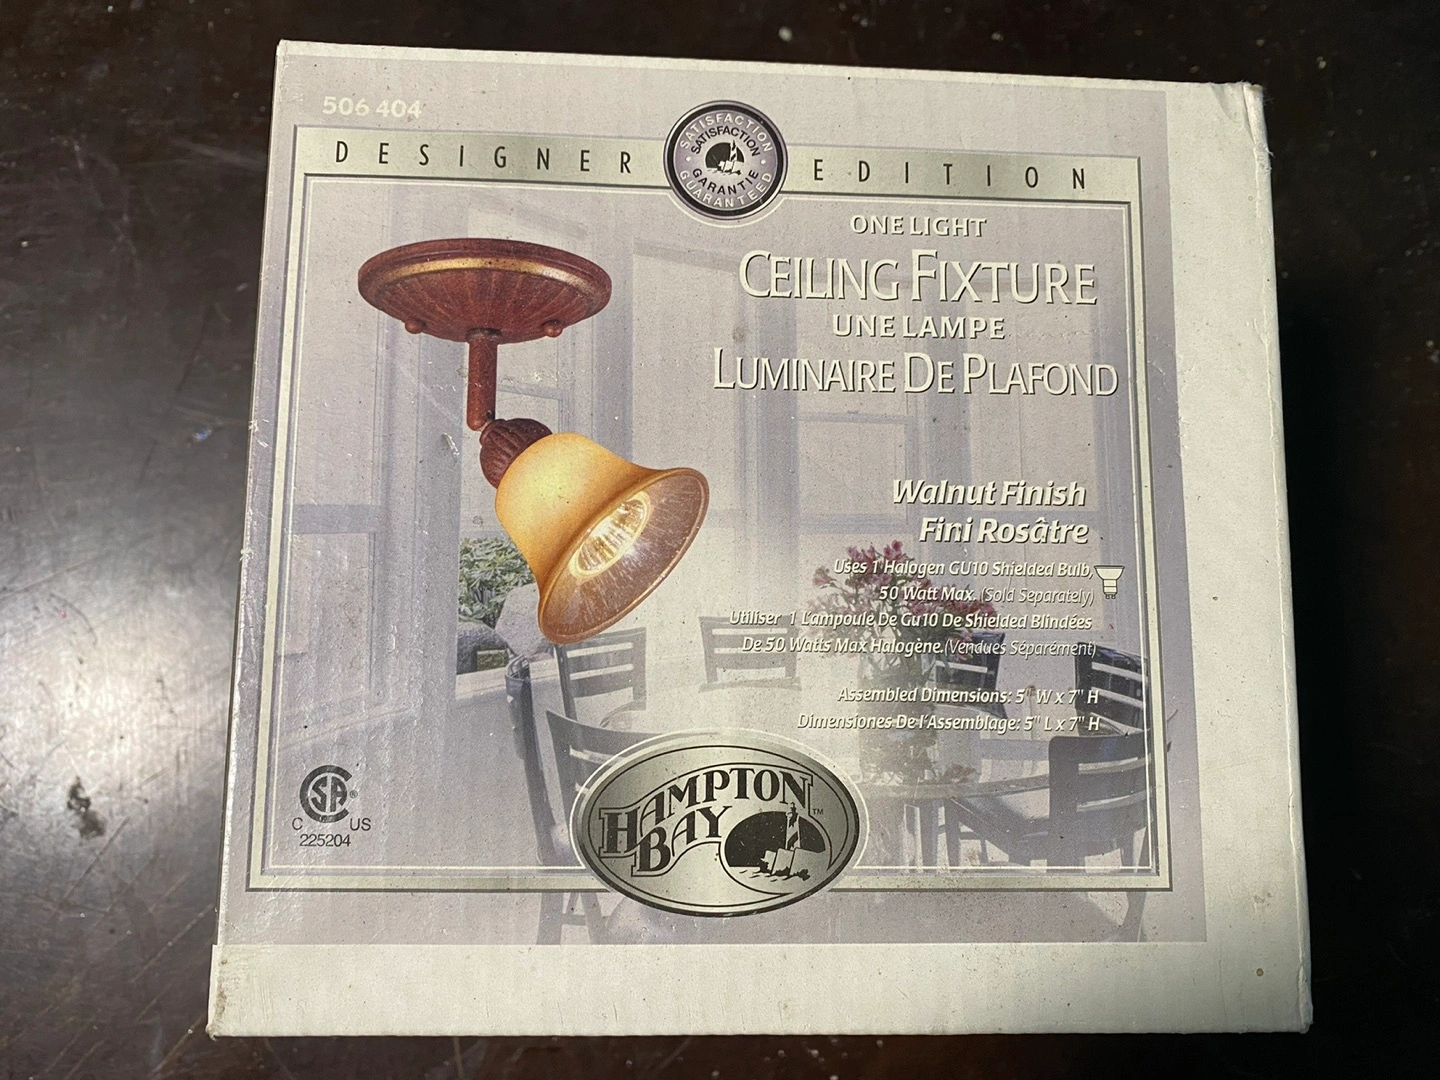 506 404
DESIGNER EDITION
SATISFACTION GUARANTEED
SATISFACTION GARANTIE
ONE LIGHT
CEILING FIXTURE
UNE LAMPE
LUMINAIRE DE PLAFOND
Walnut Finish
Fini Rosâtre
Uses 1 Halogen GU10 Shielded Bulb,
50 Watt Max. (Sold Separately)
Utiliser 1 Lampoule De Gu10 De Shielded Blindées
De 50 Watts Max Halogène. (Vendues Séparément)
Assembled Dimensions: 5" W x 7" H
Dimensiones De l'Assemblage: 5" L x 7" H
HAMPTON
BAY™
SA®
C US
225204